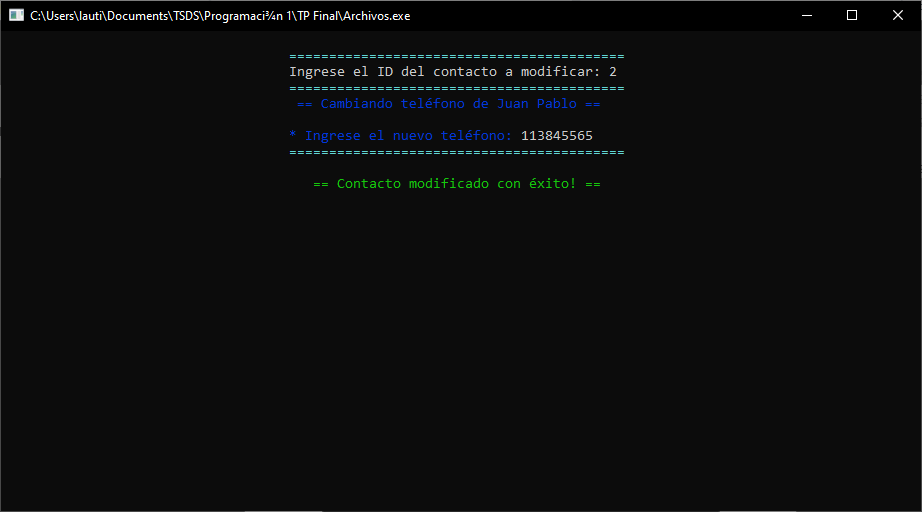 C:\Users\lauti\Documents\TSDS\Programaci¾n 1\TP Final\Archivos.exe
==========================================
Ingrese el ID del contacto a modificar: 2
==========================================
== Cambiando teléfono de Juan Pablo ==
* Ingrese el nuevo teléfono: 113845565
==========================================
== Contacto modificado con éxito! ==